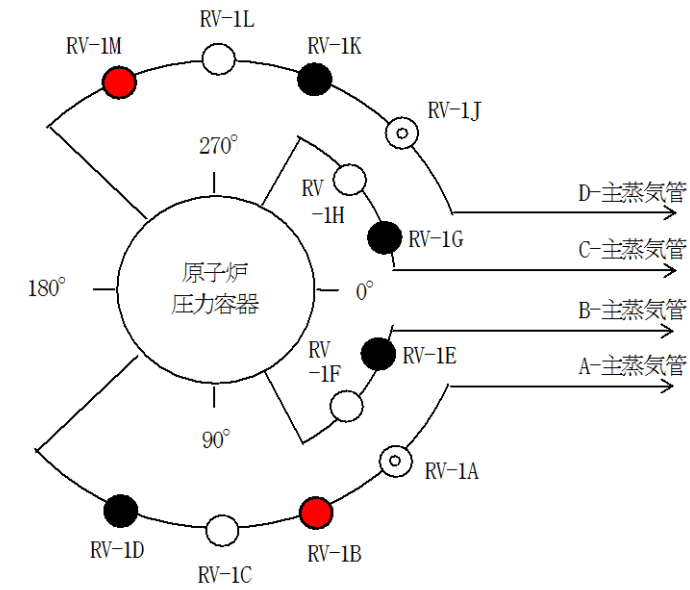 RV-1L
RV-1M
RV-1K
RV-1J
270°
RV
-1H
D-主蒸気管
RV-1G
C-主蒸気管
原子炉
圧力容器
180°
0°
B-主蒸気管
RV
-1F
RV-1E
A-主蒸気管
90°
RV-1A
RV-1D
RV-1B
RV-1C